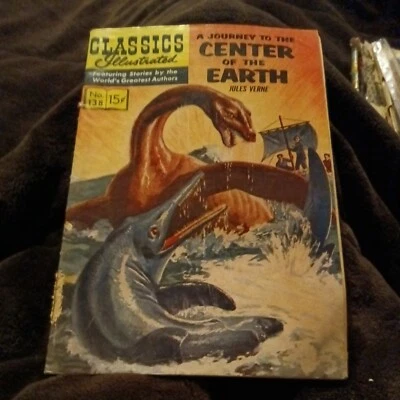 CLASSICS
Illustrated
Featuring Stories by the
World's Greatest Authors
No.
138
15¢
A JOURNEY TO THE
CENTER
OF THE
EARTH
JULES VERNE